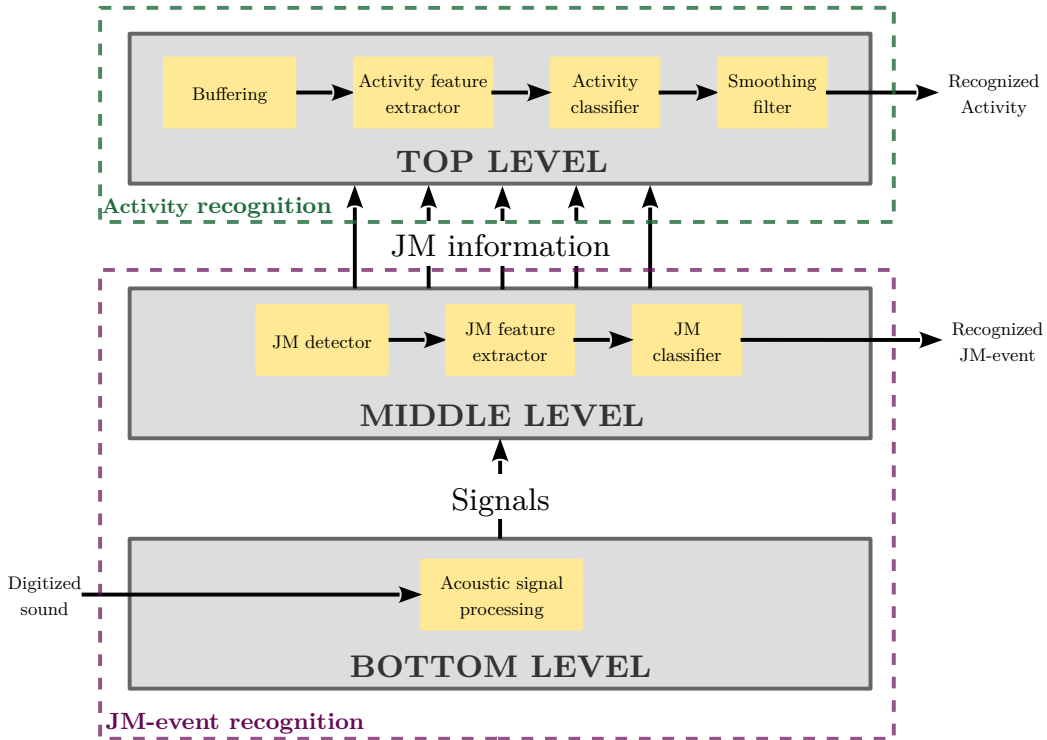 Buffering
Activity feature
extractor
Activity
classifier
Smoothing
filter
Recognized
Activity
TOP LEVEL
Activity recognition
JM information
JM detector
JM feature
extractor
JM
classifier
Recognized
JM-event
MIDDLE LEVEL
Signals
Digitized
sound
Acoustic signal
processing
BOTTOM LEVEL
JM-event recognition